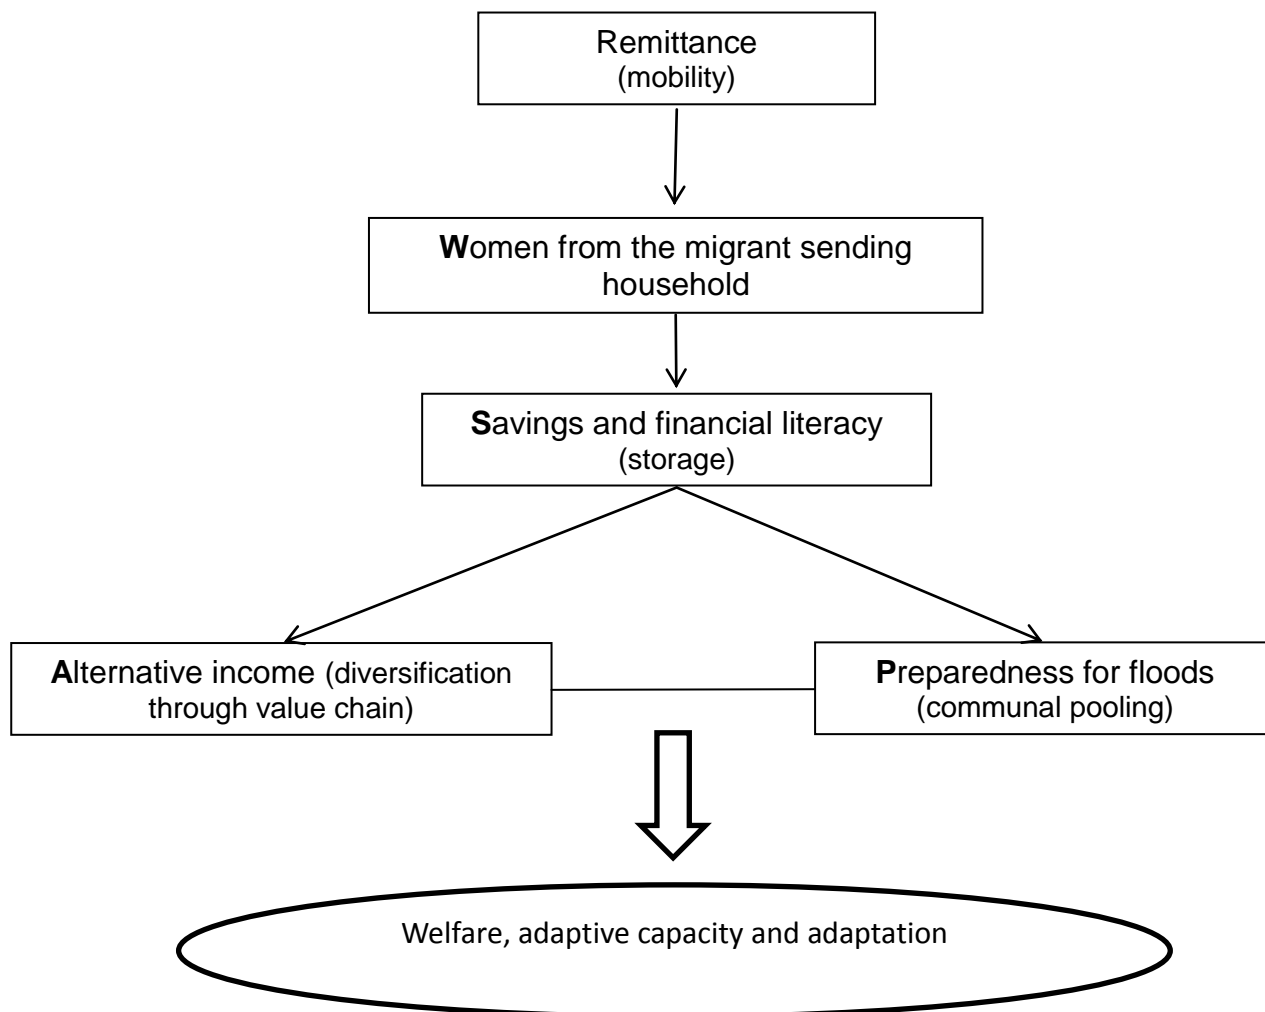 Remittance
(mobility)
Women from the migrant sending
household
Savings and financial literacy
(storage)
Alternative income (diversification
through value chain)
Preparedness for floods
(communal pooling)
Welfare, adaptive capacity and adaptation